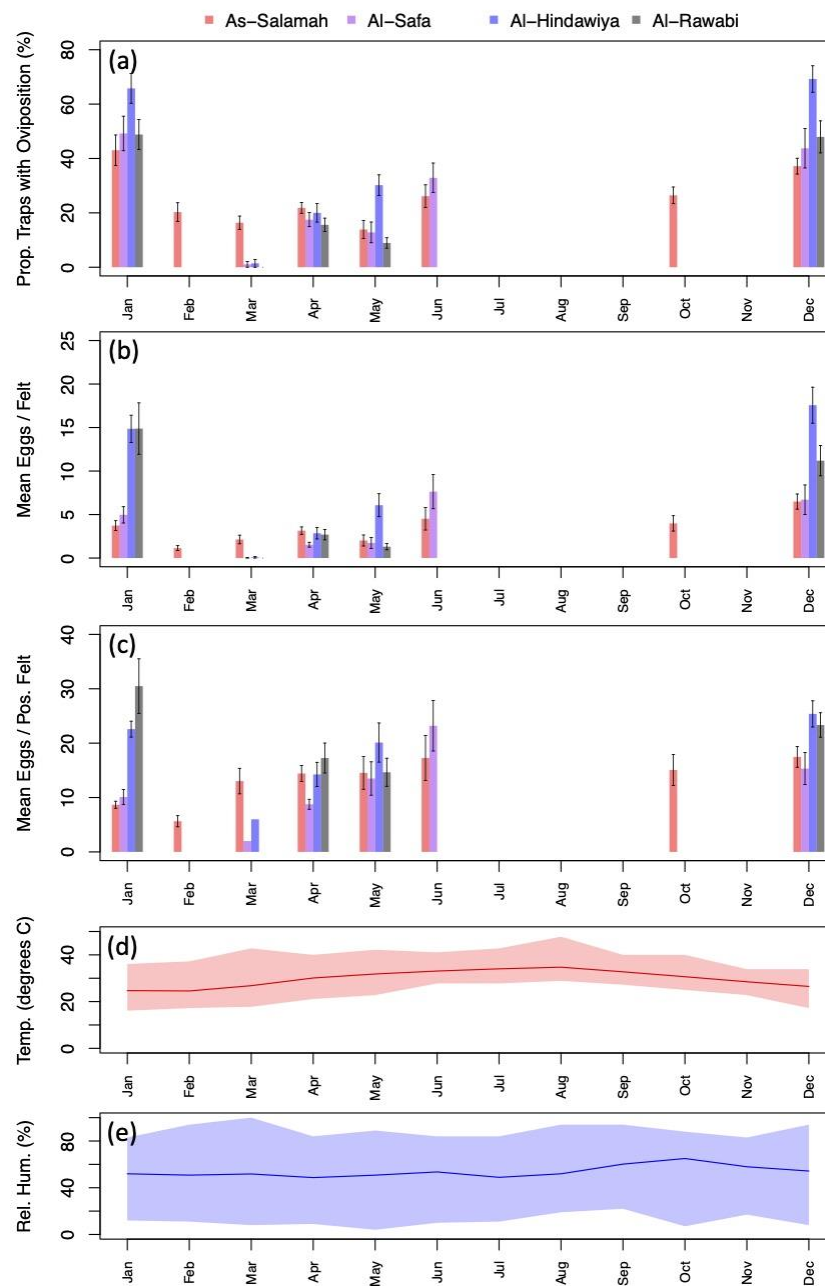 As−Salamah Al−Safa Al−Hindawiya Al−Rawabi
(a)
Prop. Traps with Oviposition (%)
80
60
40
20
0
Jan Feb Mar Apr May Jun Jul Aug Sep Oct Nov Dec
(b)
Mean Eggs / Felt
25
20
15
10
5
0
Jan Feb Mar Apr May Jun Jul Aug Sep Oct Nov Dec
(c)
Mean Eggs / Pos. Felt
40
30
20
10
0
Jan Feb Mar Apr May Jun Jul Aug Sep Oct Nov Dec
(d)
Temp. (degrees C)
40
20
0
Jan Feb Mar Apr May Jun Jul Aug Sep Oct Nov Dec
(e)
Rel. Hum. (%)
80
40
0
Jan Feb Mar Apr May Jun Jul Aug Sep Oct Nov Dec